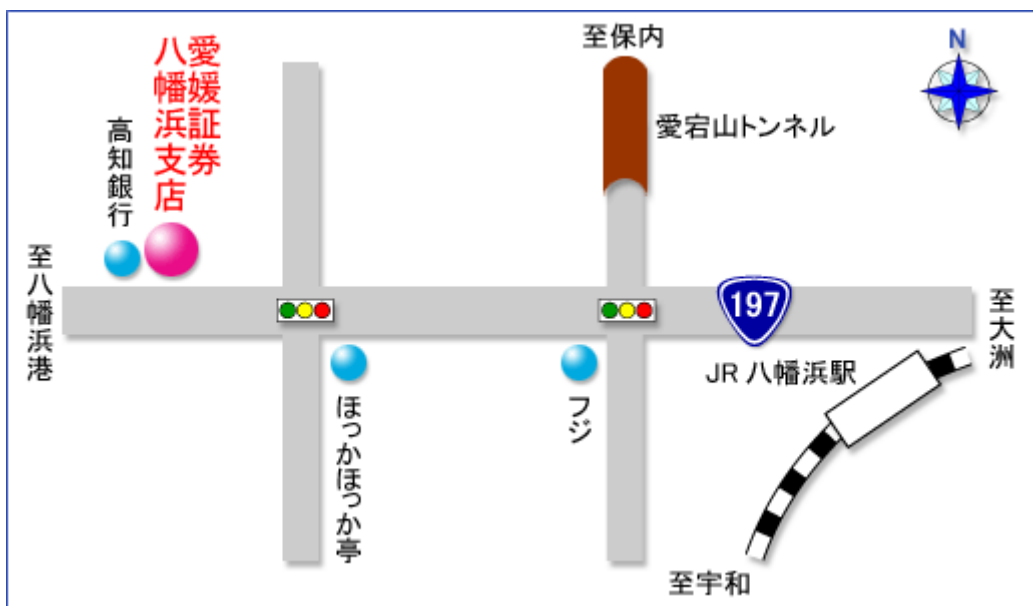 至保内
N
愛媛証券
八幡浜支店
高知銀行
愛宕山トンネル
至八幡浜港
197
至大洲
JR 八幡浜駅
ほっかほっか亭
フジ
至宇和